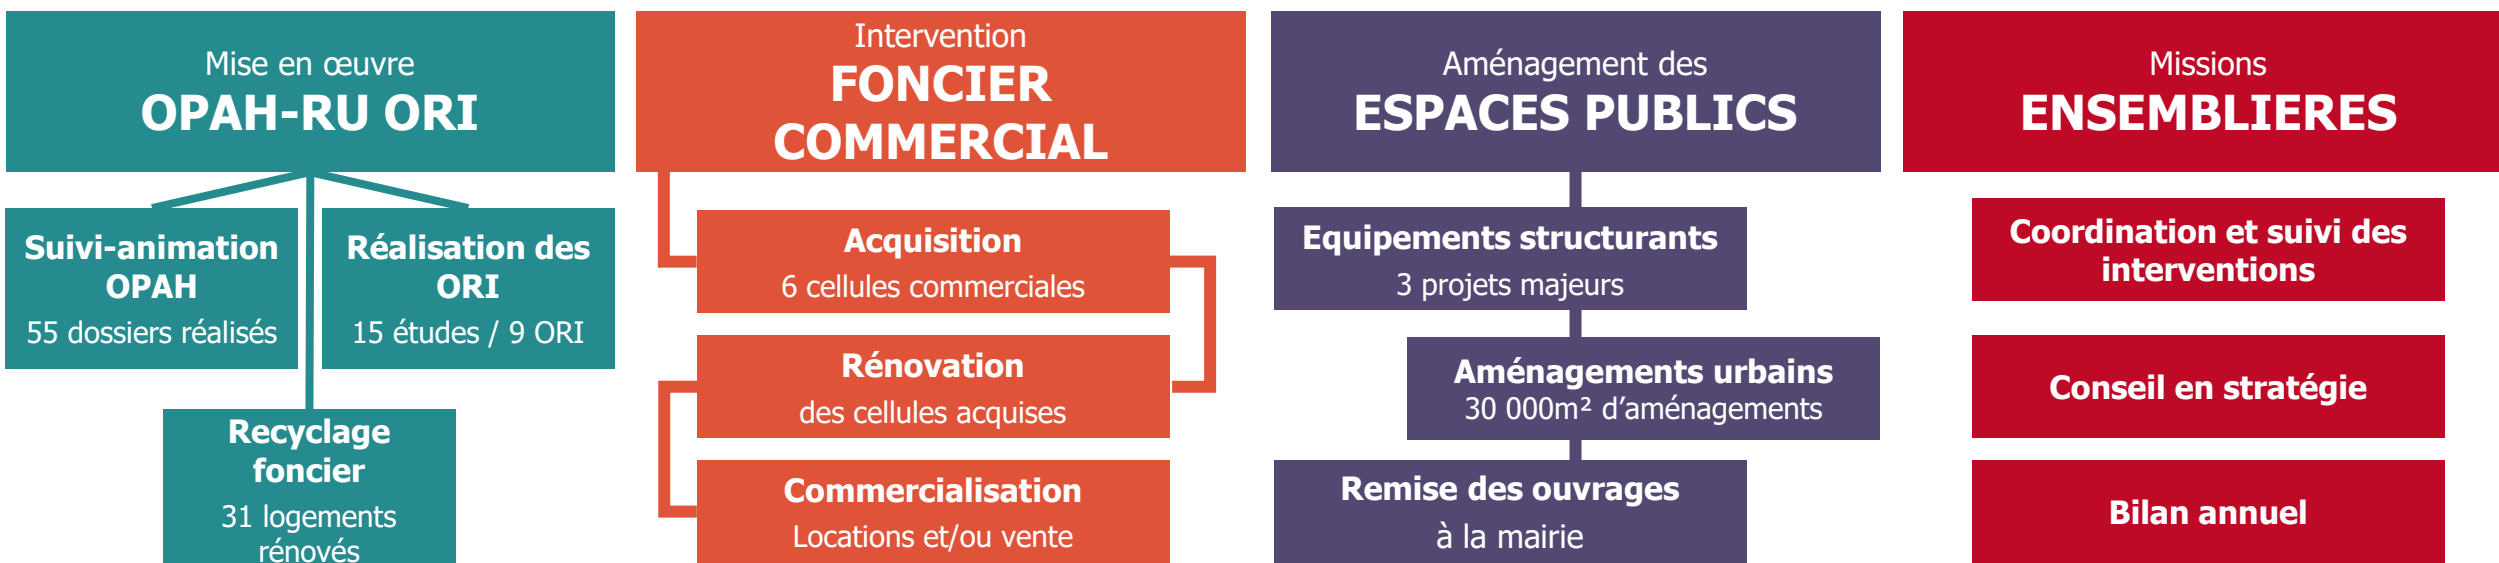 Mise en œuvre
OPAH-RU ORI
Suivi-animation
OPAH
55 dossiers réalisés
Réalisation des
ORI
15 études / 9 ORI
Recyclage
foncier
31 logements
rénovés
Intervention
FONCIER
COMMERCIAL
Acquisition
6 cellules commerciales
Rénovation
des cellules acquises
Commercialisation
Locations et/ou vente
Aménagement des
ESPACES PUBLICS
Equipements structurants
3 projets majeurs
Aménagements urbains
30 000m² d’aménagements
Remise des ouvrages
à la mairie
Missions
ENSEMBLIERES
Coordination et suivi des
interventions
Conseil en stratégie
Bilan annuel